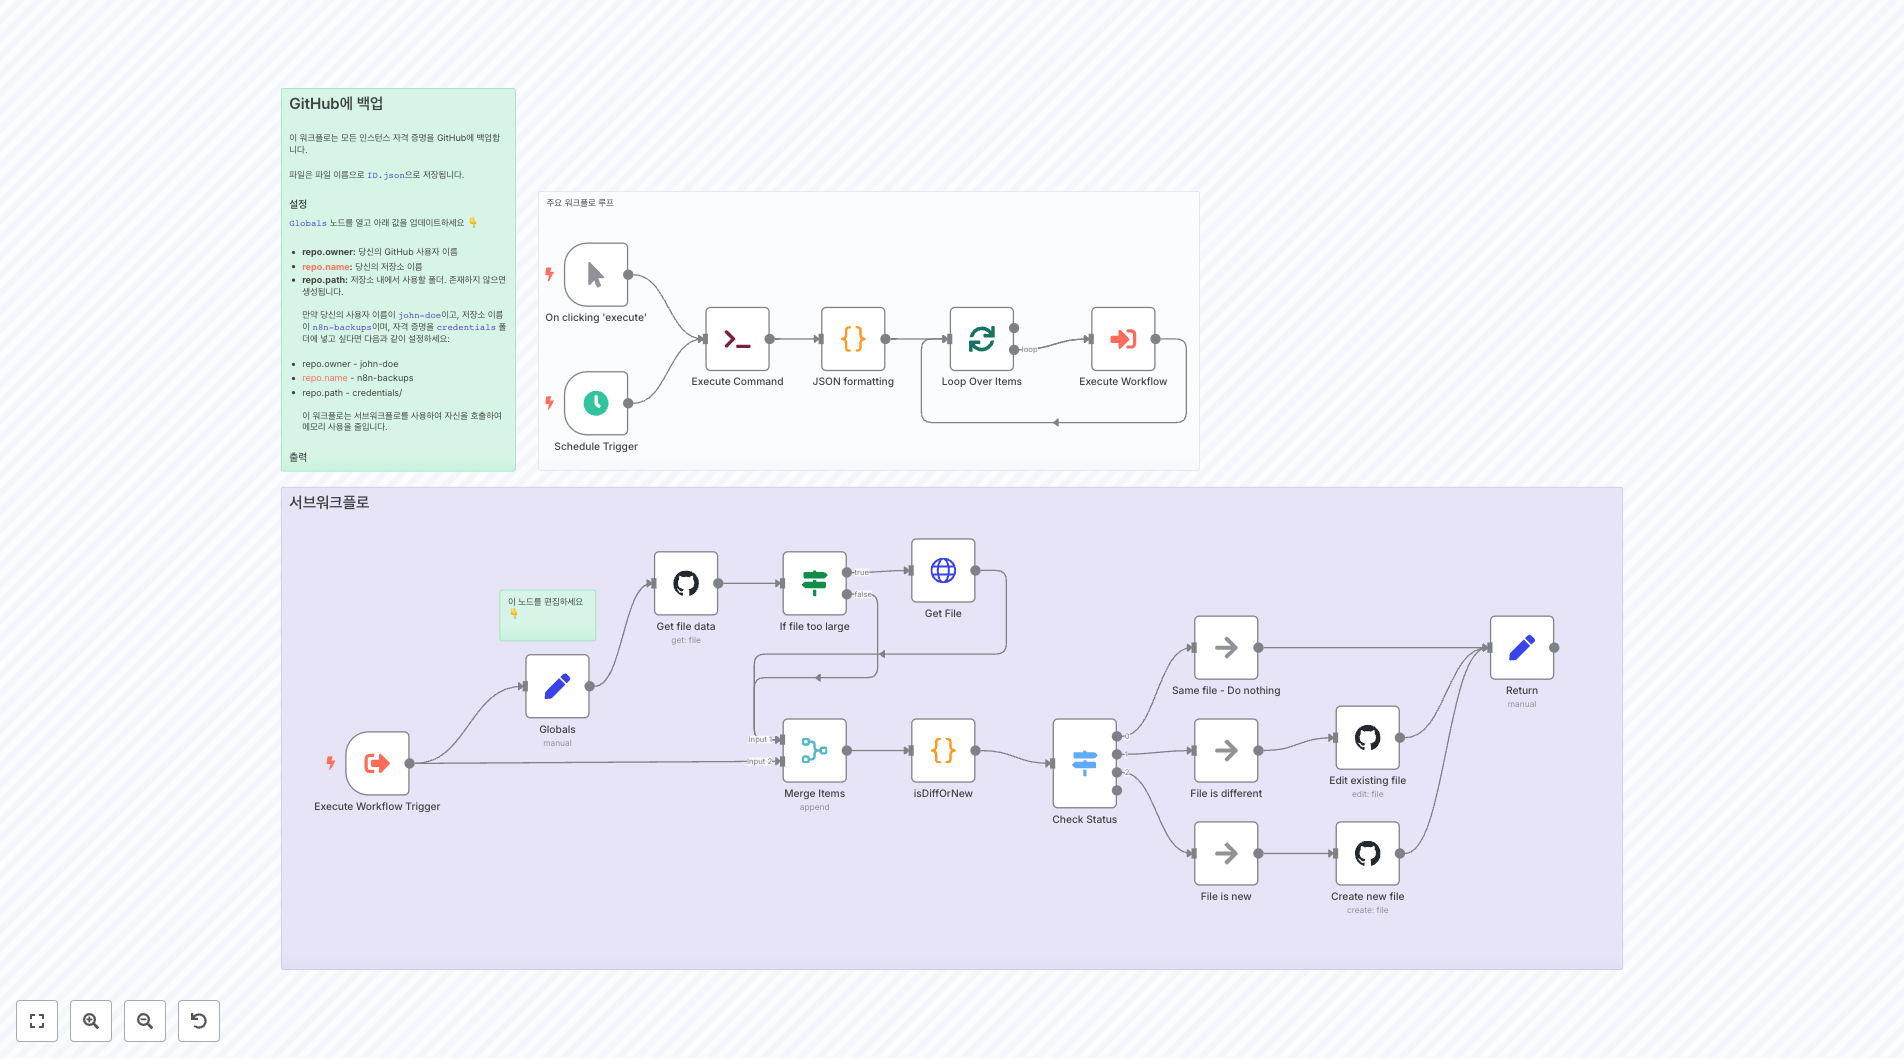 GitHub에 백업
이 워크플로는 모든 인스턴스 자격 증명을 GitHub에 백업합
니다.
파일은 파일 이름으로 ID.json으로 저장됩니다.
설정
Globals 노드를 열고 아래 값을 업데이트하세요 👇
• repo.owner: 당신의 GitHub 사용자 이름
• repo.name: 당신의 저장소 이름
• repo.path: 저장소 내에서 사용할 폴더. 존재하지 않으면
생성됩니다.
만약 당신의 사용자 이름이 john-doe이고, 저장소 이름
이 n8n-backups이며, 자격 증명을 credentials 폴
더에 넣고 싶다면 다음과 같이 설정하세요:
• repo.owner - john-doe
• repo.name - n8n-backups
• repo.path - credentials/
이 워크플로는 서브워크플로를 사용하여 자신을 호출하여
메모리 사용을 줄입니다.
출력
주요 워크플로 루프
On clicking 'execute'
Schedule Trigger
Execute Command
JSON formatting
Loop Over Items
loop
Execute Workflow
서브워크플로
이 노드를 편집하세요
👇
Execute Workflow Trigger
Globals
manual
Get file data
get: file
If file too large
true
false
Get File
Input 1
Input 2
Merge Items
append
isDiffOrNew
Check Status
0
1
2
Same file - Do nothing
File is different
File is new
Edit existing file
edit: file
Create new file
create: file
Return
manual